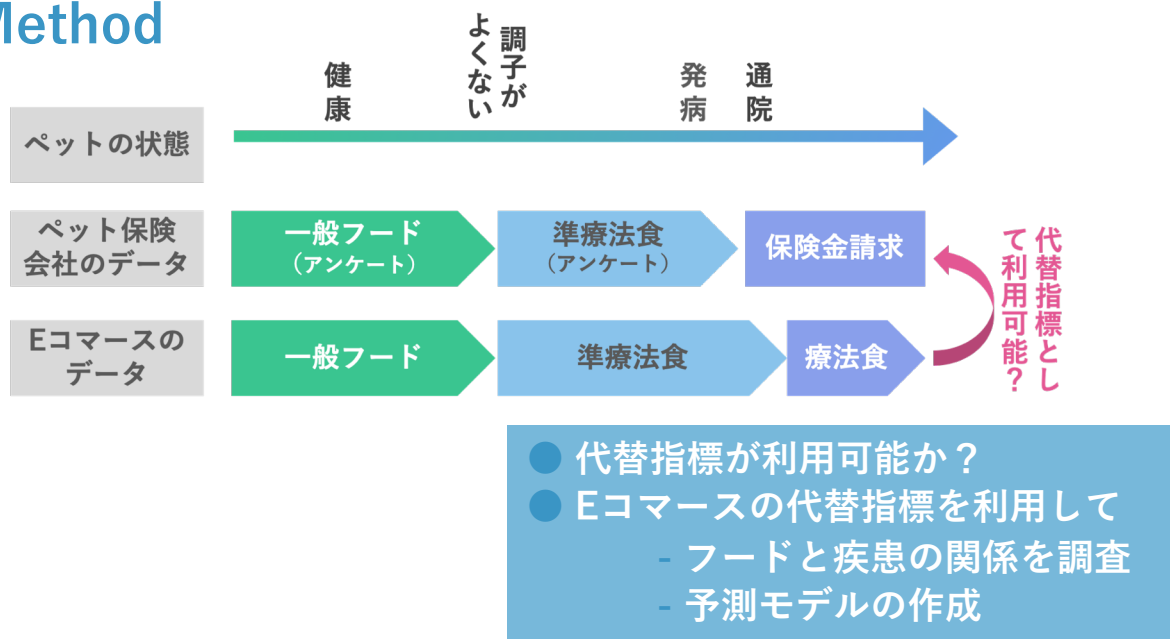 Method
健康
調子が
よくない
発病
通院
ペットの状態
ペット保険
会社のデータ
一般フード
（アンケート）
準療法食
（アンケート）
保険金請求
代替指標とし
て利用可能？
Eコマースの
データ
一般フード
準療法食
療法食
● 代替指標が利用可能か？
● Eコマースの代替指標を利用して
- フードと疾患の関係を調査
- 予測モデルの作成